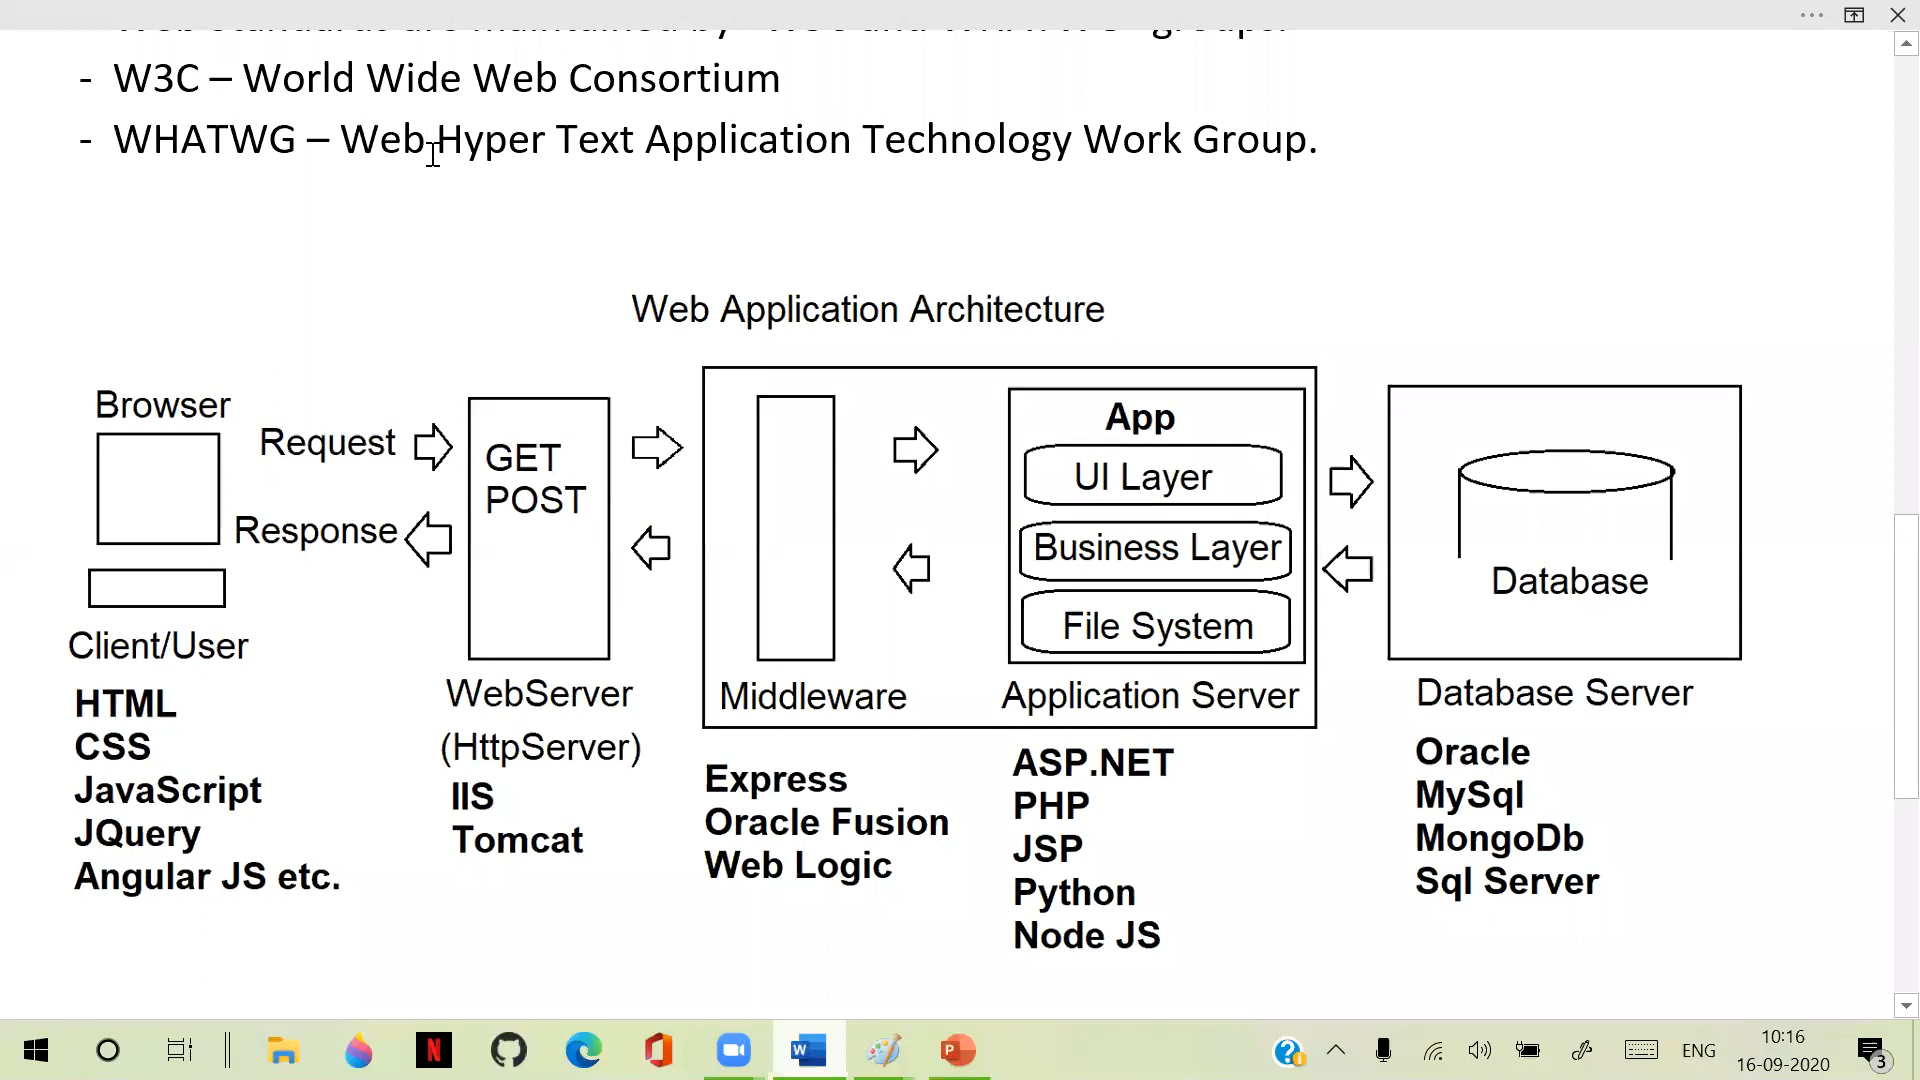 - W3C – World Wide Web Consortium
- WHATWG – Web Hyper Text Application Technology Work Group.
Web Application Architecture
Browser
Request
Response
Client/User
HTML
CSS
JavaScript
JQuery
Angular JS etc.
GET
POST
WebServer
(HttpServer)
IIS
Tomcat
Middleware
Express
Oracle Fusion
Web Logic
App
UI Layer
Business Layer
File System
Application Server
ASP.NET
PHP
JSP
Python
Node JS
Database
Database Server
Oracle
MySql
MongoDb
Sql Server
ENG
10:16
16-09-2020
3